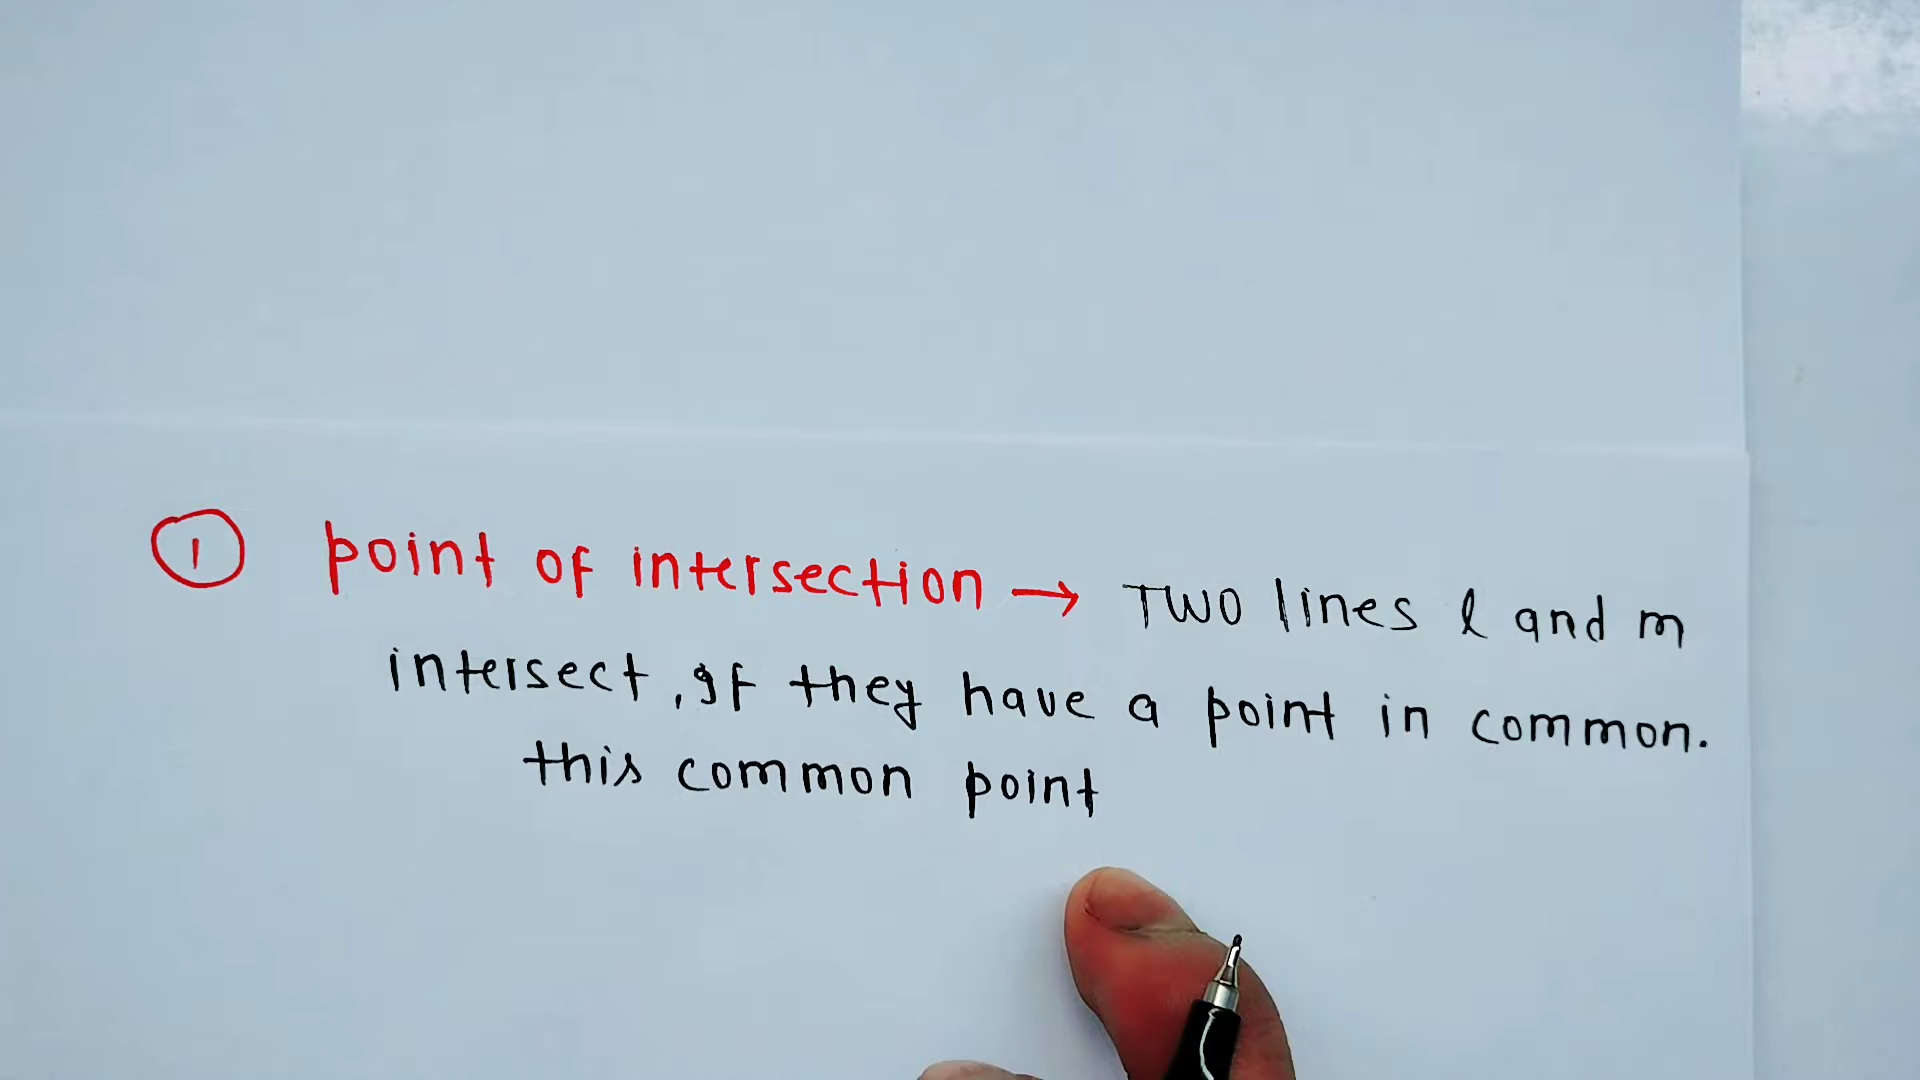 1 point of intersection → Two lines l and m
intersect, If they have a point in common.
this common point